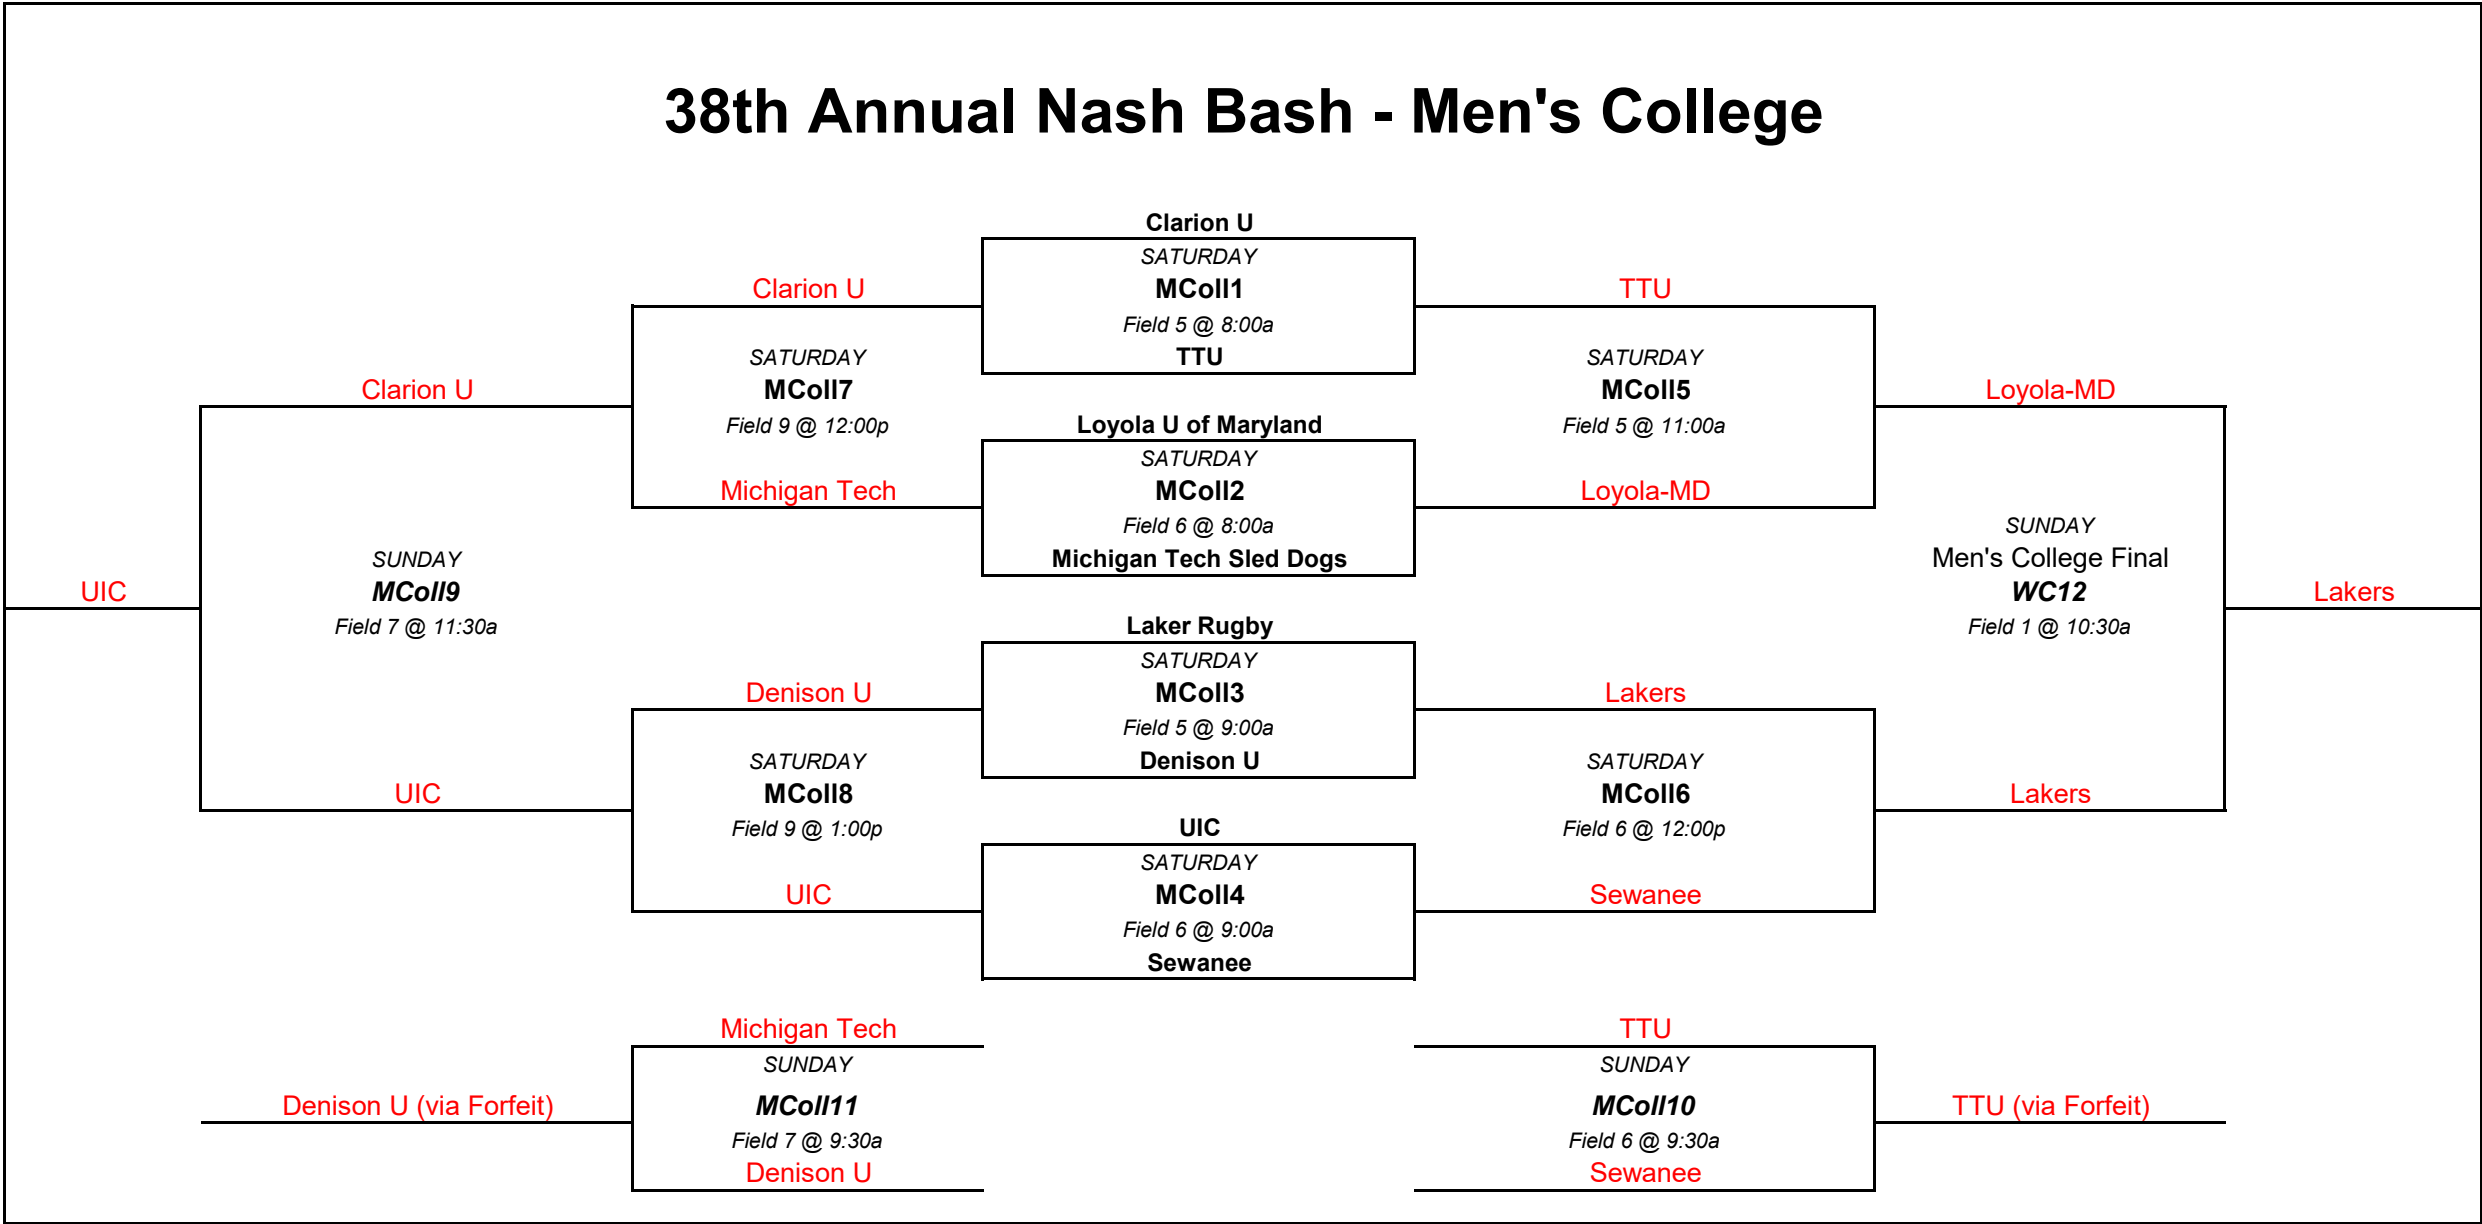 38th Annual Nash Bash - Men's College
Clarion U
SATURDAY
Clarion U
MColl1
TTU
Field 5 @ 8:00a
SATURDAY
TTU
SATURDAY
Clarion U
MColl7
MColl5
Loyola-MD
Field 9 @ 12:00p
Loyola U of Maryland
Field 5 @ 11:00a
SATURDAY
Michigan Tech
MColl2
Loyola-MD
Field 6 @ 8:00a
SUNDAY
SUNDAY
Michigan Tech Sled Dogs
Men's College Final
UIC
MColl9
WC12
Lakers
Field 7 @ 11:30a
Laker Rugby
Field 1 @ 10:30a
SATURDAY
Denison U
MColl3
Lakers
Field 5 @ 9:00a
SATURDAY
Denison U
SATURDAY
UIC
MColl8
MColl6
Lakers
Field 9 @ 1:00p
UIC
Field 6 @ 12:00p
SATURDAY
UIC
MColl4
Sewanee
Field 6 @ 9:00a
Sewanee
Michigan Tech
TTU
SUNDAY
SUNDAY
Denison U (via Forfeit)
MColl11
MColl10
TTU (via Forfeit)
Field 7 @ 9:30a
Field 6 @ 9:30a
Denison U
Sewanee